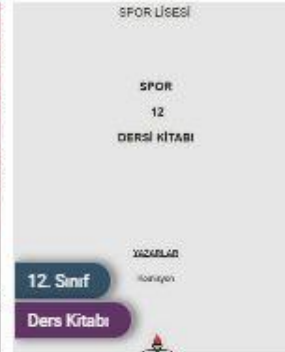 SPOR LİSESİ
SPOR
12
DERSİ KİTABI
YAZARLAR
Komisyon
12. Sınıf
Ders Kitabı